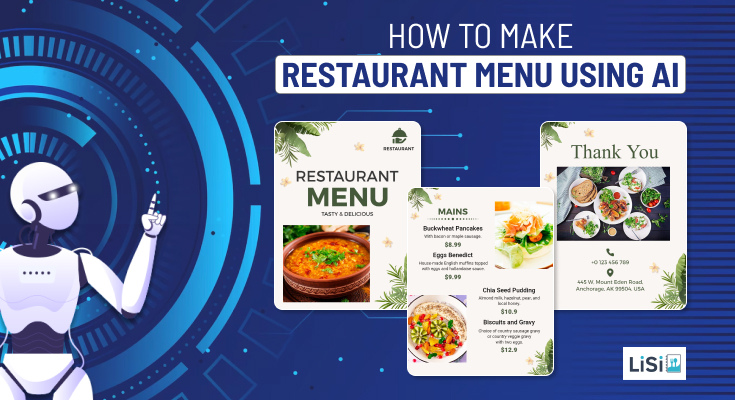 HOW TO MAKE
RESTAURANT MENU USING AI
RESTAURANT
RESTAURANT
MENU
TASTY & DELICIOUS
MAINS
Buckwheat Pancakes
With bacon or maple sausage.
$8.99
Eggs Benedict
House made English muffins topped
with eggs and hollandaise sauce.
$9.99
Chia Seed Pudding
Almond milk, hazelnut, pear, and
local honey.
$10.9
Biscuits and Gravy
Choice of country sausage gravy
or country veggie gravy
with two eggs.
$12.9
Thank You
+0 123 456 789
445 W. Mount Eden Road,
Anchorage, AK 99504, USA
LiSi